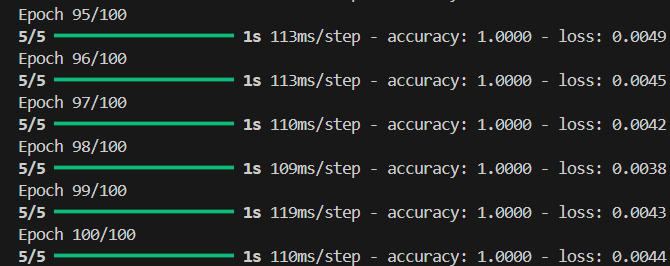 Epoch 95/100
5/5 1s 113ms/step - accuracy: 1.0000 - loss: 0.0049
Epoch 96/100
5/5 1s 113ms/step - accuracy: 1.0000 - loss: 0.0045
Epoch 97/100
5/5 1s 110ms/step - accuracy: 1.0000 - loss: 0.0042
Epoch 98/100
5/5 1s 109ms/step - accuracy: 1.0000 - loss: 0.0038
Epoch 99/100
5/5 1s 119ms/step - accuracy: 1.0000 - loss: 0.0043
Epoch 100/100
5/5 1s 110ms/step - accuracy: 1.0000 - loss: 0.0044